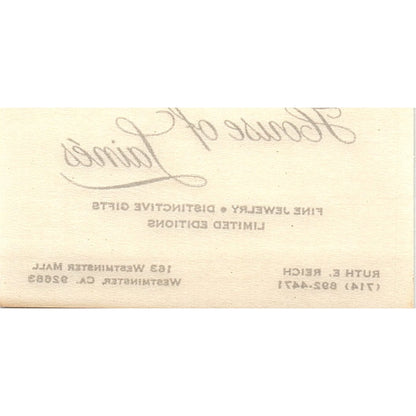 House of
Lainés
FINE JEWELRY • DISTINCTIVE GIFTS
LIMITED EDITIONS
RUTH E. REICH
(714) 892-4471
163 WESTMINSTER MALL
WESTMINSTER, CA. 92683